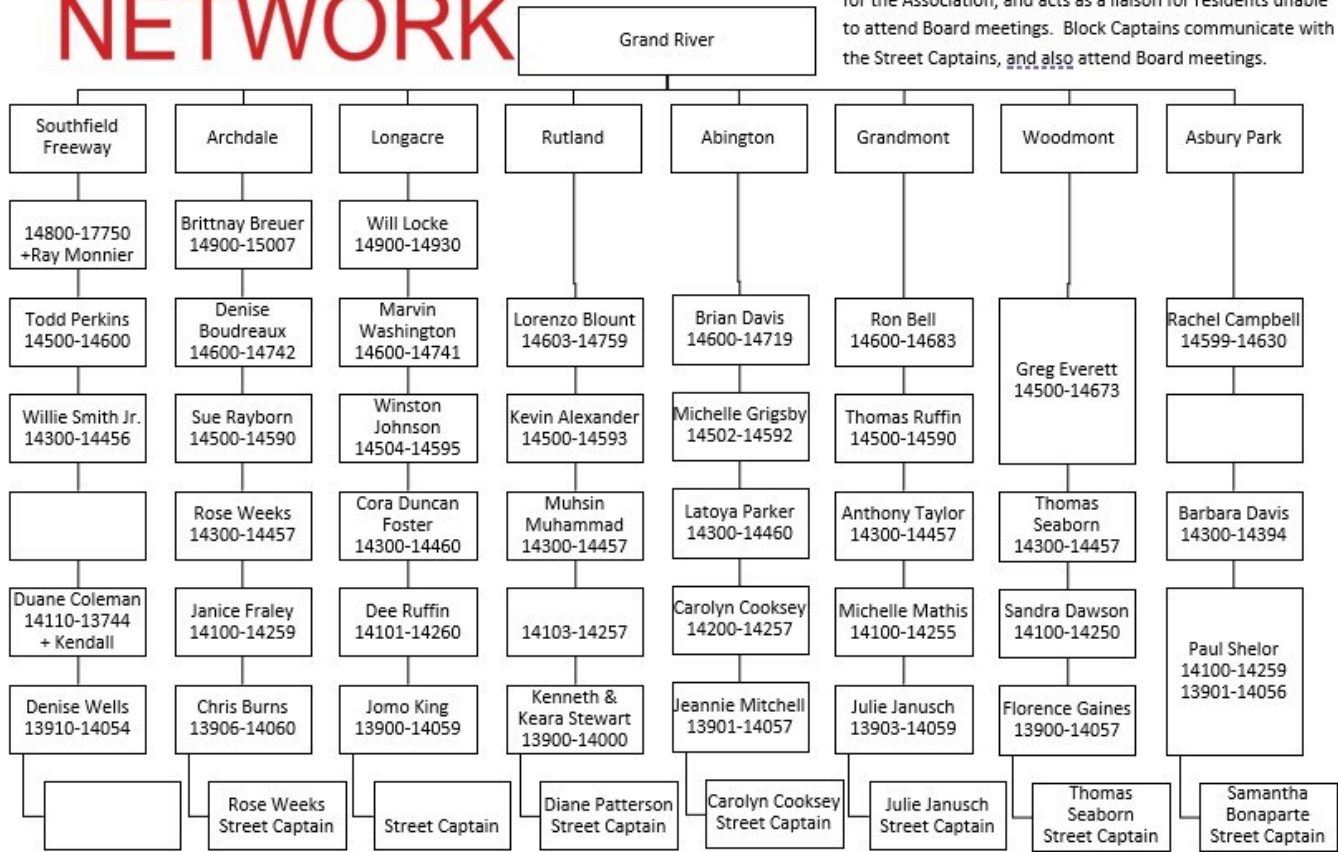 NETWORK
for the Association, and acts as a liaison for residents unable
to attend Board meetings.  Block Captains communicate with
the Street Captains, and also attend Board meetings.
Grand River
Southfield
Freeway
14800-17750
+Ray Monnier
Todd Perkins
14500-14600
Willie Smith Jr.
14300-14456
Duane Coleman
14110-13744
+ Kendall
Denise Wells
13910-14054
Archdale
Brittnay Breuer
14900-15007
Denise
Boudreaux
14600-14742
Sue Rayborn
14500-14590
Rose Weeks
14300-14457
Janice Fraley
14100-14259
Chris Burns
13906-14060
Rose Weeks
Street Captain
Longacre
Will Locke
14900-14930
Marvin
Washington
14600-14741
Winston
Johnson
14504-14595
Cora Duncan
Foster
14300-14460
Dee Ruffin
14101-14260
Jomo King
13900-14059
Street Captain
Rutland
Lorenzo Blount
14603-14759
Kevin Alexander
14500-14593
Muhsin
Muhammad
14300-14457
14103-14257
Kenneth &
Keara Stewart
13900-14000
Diane Patterson
Street Captain
Abington
Brian Davis
14600-14719
Michelle Grigsby
14502-14592
Latoya Parker
14300-14460
Carolyn Cooksey
14200-14257
Jeannie Mitchell
13901-14057
Carolyn Cooksey
Street Captain
Grandmont
Ron Bell
14600-14683
Thomas Ruffin
14500-14590
Anthony Taylor
14300-14457
Michelle Mathis
14100-14255
Julie Janusch
13903-14059
Julie Janusch
Street Captain
Woodmont
Greg Everett
14500-14673
Thomas
Seaborn
14300-14457
Sandra Dawson
14100-14250
Florence Gaines
13900-14057
Thomas
Seaborn
Street Captain
Asbury Park
Rachel Campbell
14599-14630
Barbara Davis
14300-14394
Paul Shelor
14100-14259
13901-14056
Samantha
Bonaparte
Street Captain